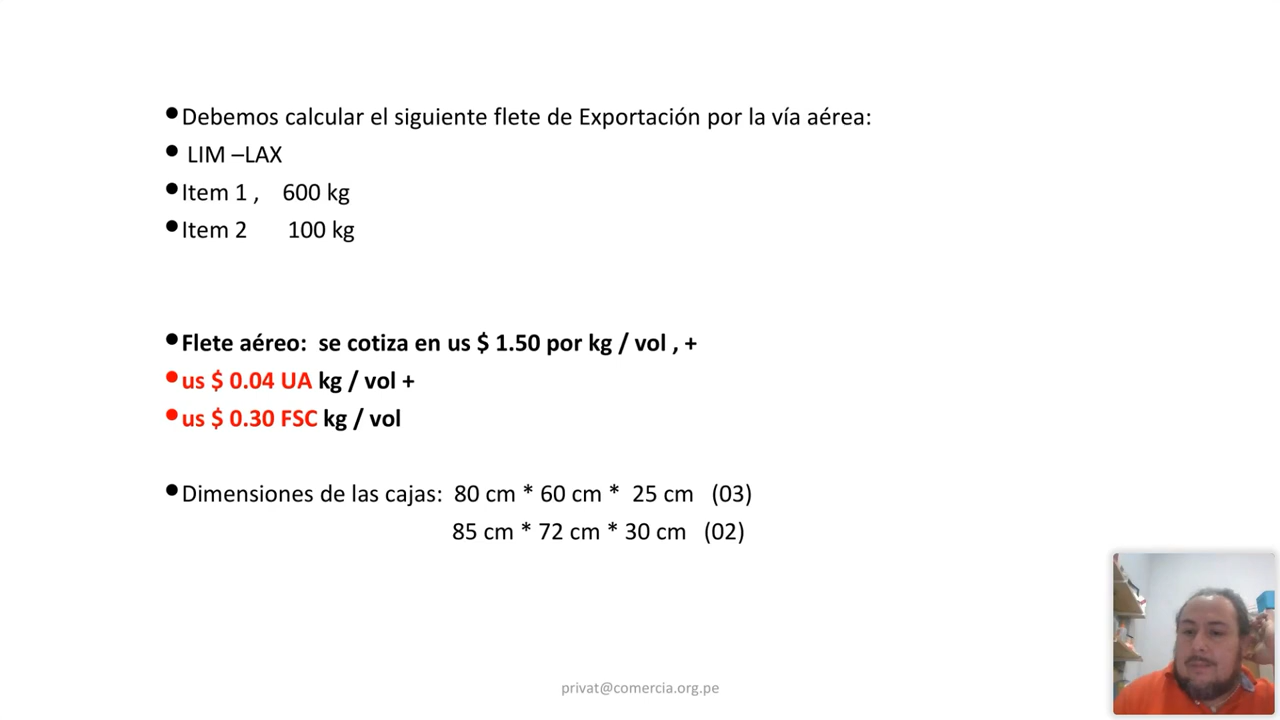 •Debemos calcular el siguiente flete de Exportación por la vía aérea:
• LIM –LAX
•Item 1 , 600 kg
•Item 2 100 kg
•Flete aéreo: se cotiza en us $ 1.50 por kg / vol , +
•us $ 0.04 UA kg / vol +
•us $ 0.30 FSC kg / vol
•Dimensiones de las cajas: 80 cm * 60 cm * 25 cm (03)
85 cm * 72 cm * 30 cm (02)
privat@comercia.org.pe